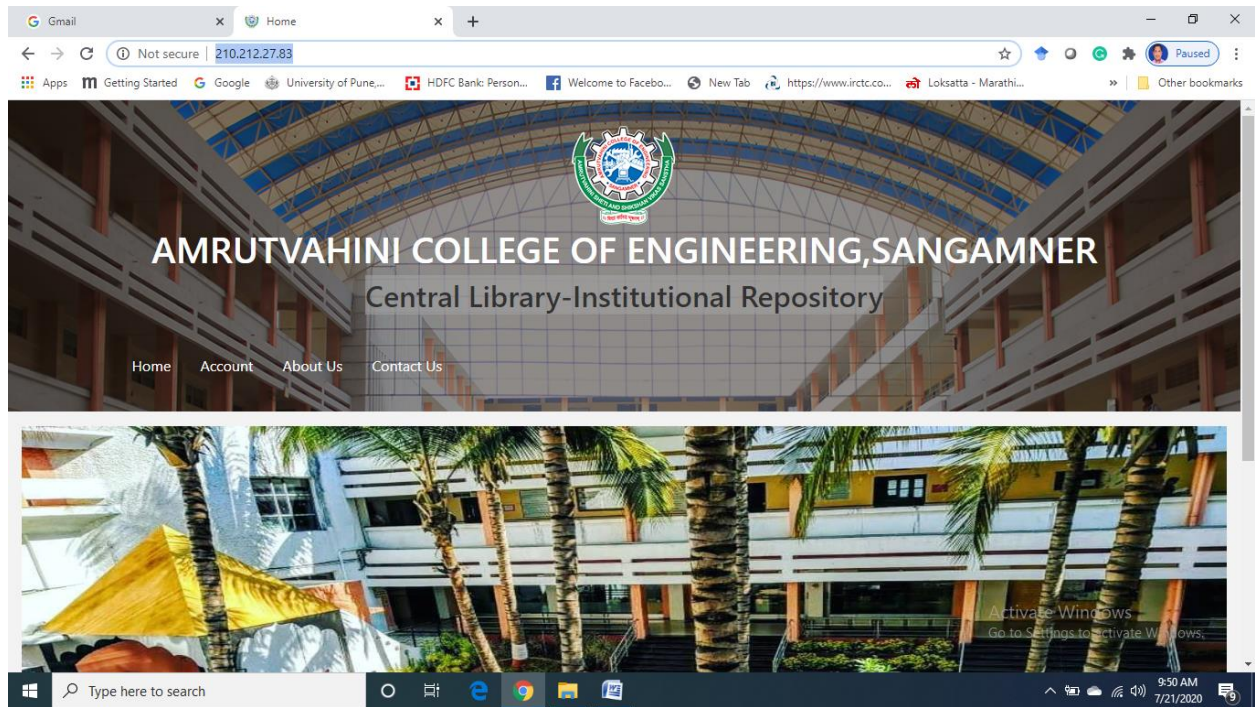 Gmail
Home
Not secure
210.212.27.83
Paused
Apps
Getting Started
Google
University of Pune,...
HDFC Bank: Person...
Welcome to Facebo...
New Tab
https://www.irctc.co...
Loksatta - Marathi...
»
Other bookmarks
AMRUTVAHINI COLLEGE OF ENGINEERING,SANGAMNER
Central Library-Institutional Repository
Home
Account
About Us
Contact Us
Activate Windows
Go to Settings to activate Windows.
Type here to search
9:50 AM
7/21/2020
9